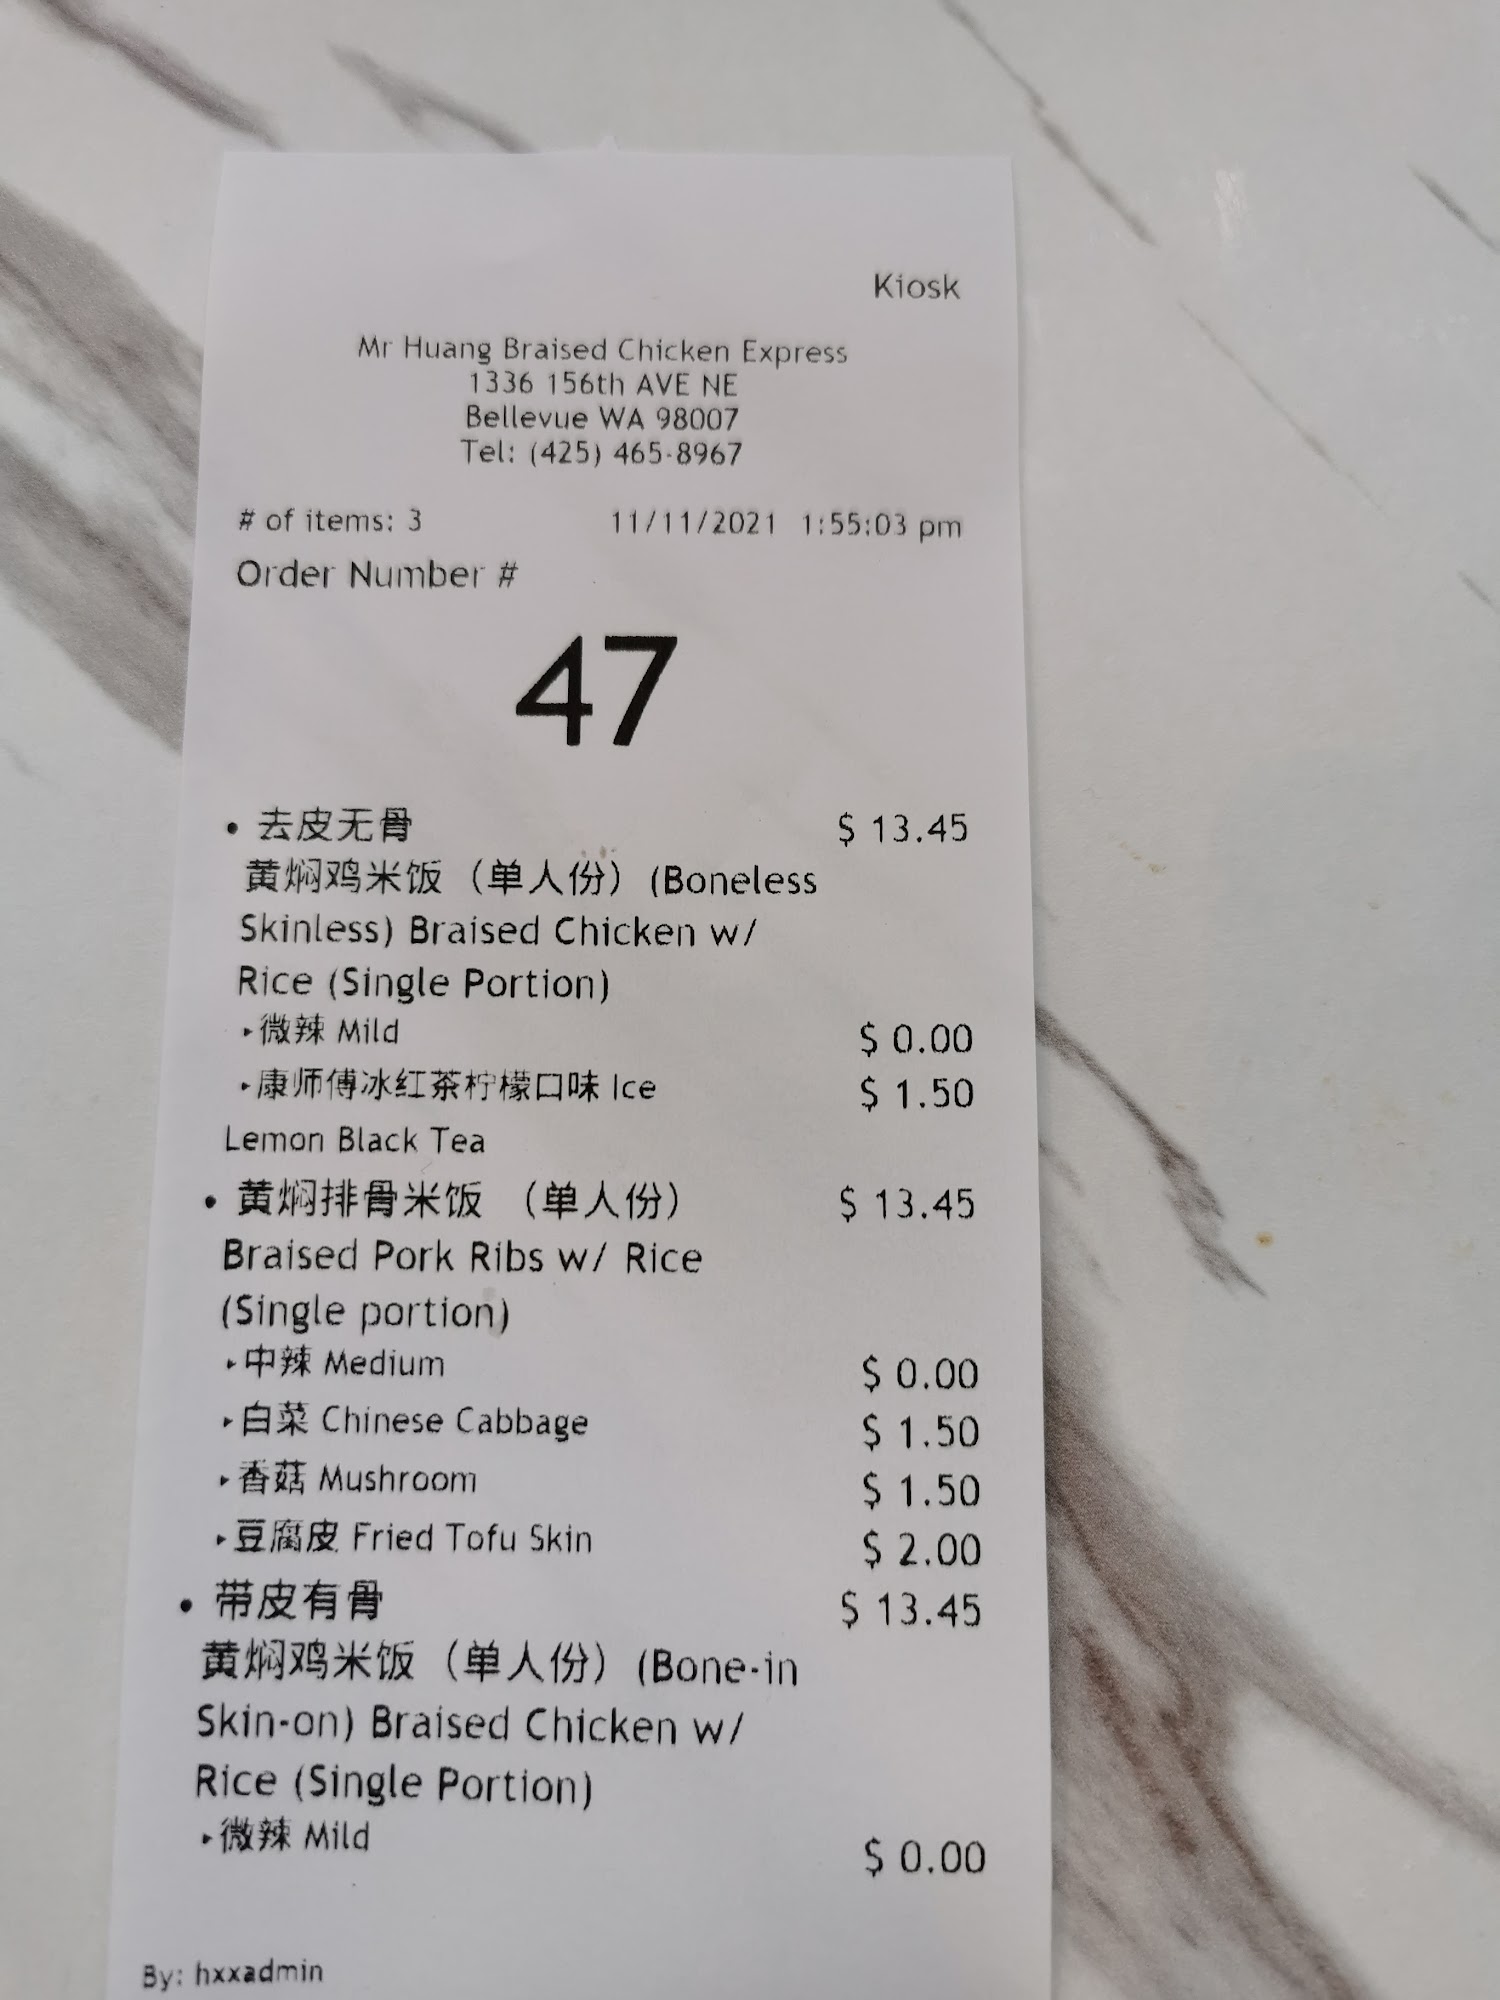 Kiosk
Mr Huang Braised Chicken Express
1336 156th AVE NE
Bellevue WA 98007
Tel: (425) 465-8967
# of items: 3 11/11/2021 1:55:03 pm
Order Number #
47
• 去皮无骨 $ 13.45
黄焖鸡米饭（单人份）(Boneless
Skinless) Braised Chicken w/
Rice (Single Portion)
▸微辣 Mild $ 0.00
▸康师傅冰红茶柠檬口味 Ice $ 1.50
Lemon Black Tea
• 黄焖排骨米饭 （单人份） $ 13.45
Braised Pork Ribs w/ Rice
(Single portion)
▸中辣 Medium $ 0.00
▸白菜 Chinese Cabbage $ 1.50
▸香菇 Mushroom $ 1.50
▸豆腐皮 Fried Tofu Skin $ 2.00
• 带皮有骨 $ 13.45
黄焖鸡米饭（单人份）(Bone-in
Skin-on) Braised Chicken w/
Rice (Single Portion)
▸微辣 Mild $ 0.00
By: hxxadmin